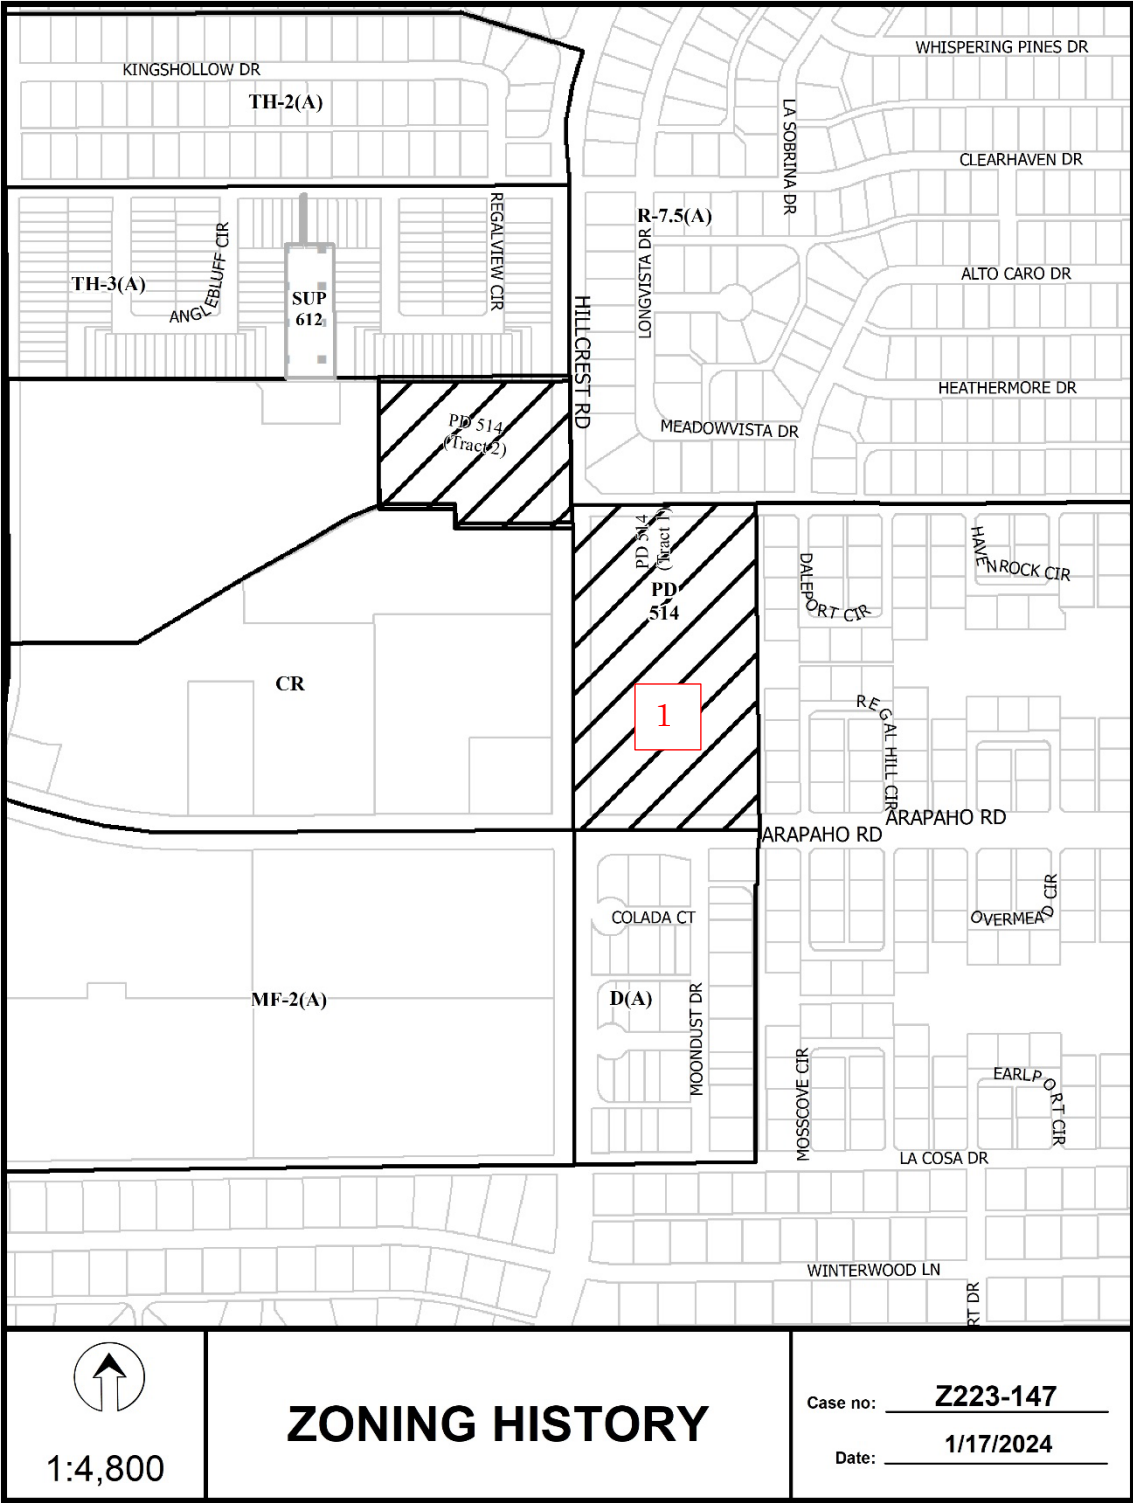 WHISPERING PINES DR
KINGSHOLLOW DR
TH-2(A)
LA SOBRINA DR
CLEARHAVEN DR
R-7.5(A)
REGALVIEW CIR
ANGLEBLUFF CIR
LONGVISTA DR
TH-3(A)
SUP
612
ALTO CARO DR
HILLCREST RD
HEATHERMORE DR
MEADOWVISTA DR
PD 514
(Tract 2)
PD 514
(Tract 1)
PD
514
DALEPORT CIR
HAVENROCK CIR
CR
1
REGAL HILL CIR
ARAPAHO RD
ARAPAHO RD
COLADA CT
OVERMEAD CIR
MF-2(A)
D(A)
MOONDUST DR
MOSSCOVE CIR
EARLPORT CIR
LA COSA DR
WINTERWOOD LN
RT DR
1:4,800
ZONING HISTORY
Case no: Z223-147
Date: 1/17/2024